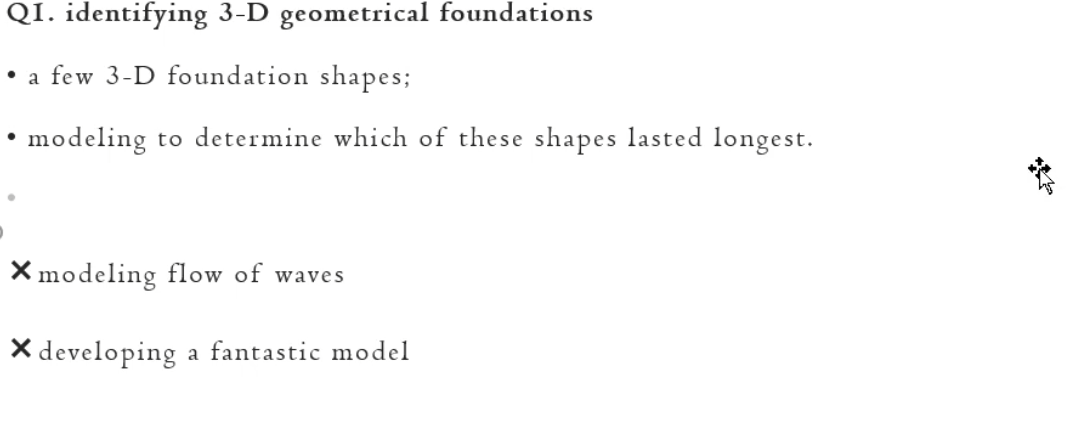 Q1. identifying 3-D geometrical foundations
• a few 3-D foundation shapes;
• modeling to determine which of these shapes lasted longest.
•
✕ modeling flow of waves
✕ developing a fantastic model